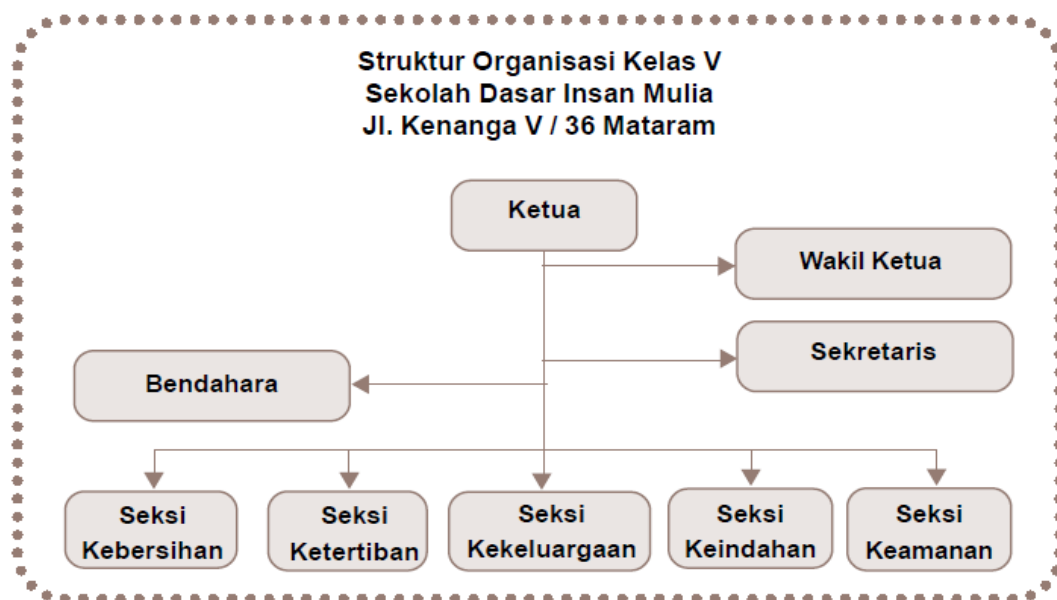 Struktur Organisasi Kelas V
Sekolah Dasar Insan Mulia
Jl. Kenanga V / 36 Mataram
Ketua
Wakil Ketua
Sekretaris
Bendahara
Seksi
Kebersihan
Seksi
Ketertiban
Seksi
Kekeluargaan
Seksi
Keindahan
Seksi
Keamanan